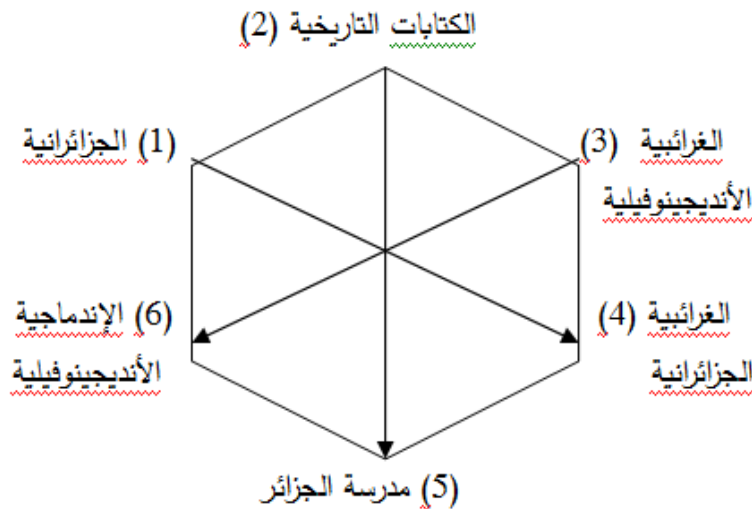 الكتابات التاريخية (2)
(1) الجزائرانية
الغرائبية (3)
الأنديجينوفيلية
(6) الإندماجية
الأنديجينوفيلية
الغرائبية (4)
الجزائرانية
(5) مدرسة الجزائر